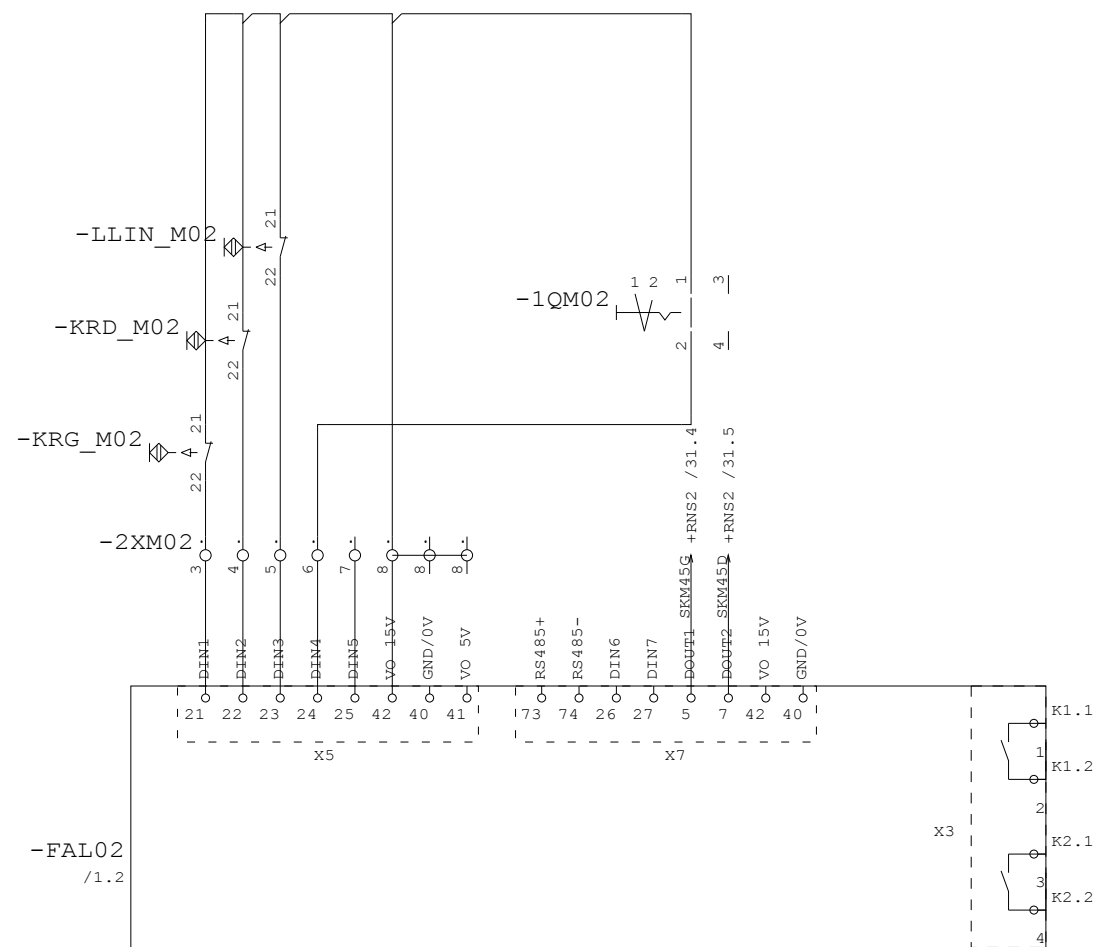 -LLIN_M02
21
22
-KRD_M02
21
22
-KRG_M02
21
22
-1QM02
1 2
1
2
3
4
-2XM02
3
4
5
6
7
8
8
8
DIN1
DIN2
DIN3
DIN4
DIN5
VO 15V
GND/0V
VO 5V
RS485+
RS485-
DIN6
DIN7
DOUT1 SKM45G +RNS2 /31.4
DOUT2 SKM45D +RNS2 /31.5
VO 15V
GND/0V
21 22 23 24 25 42 40 41
X5
73 74 26 27 5 7 42 40
X7
K1.1
1
K1.2
2
X3
K2.1
3
K2.2
4
-FAL02
/1.2